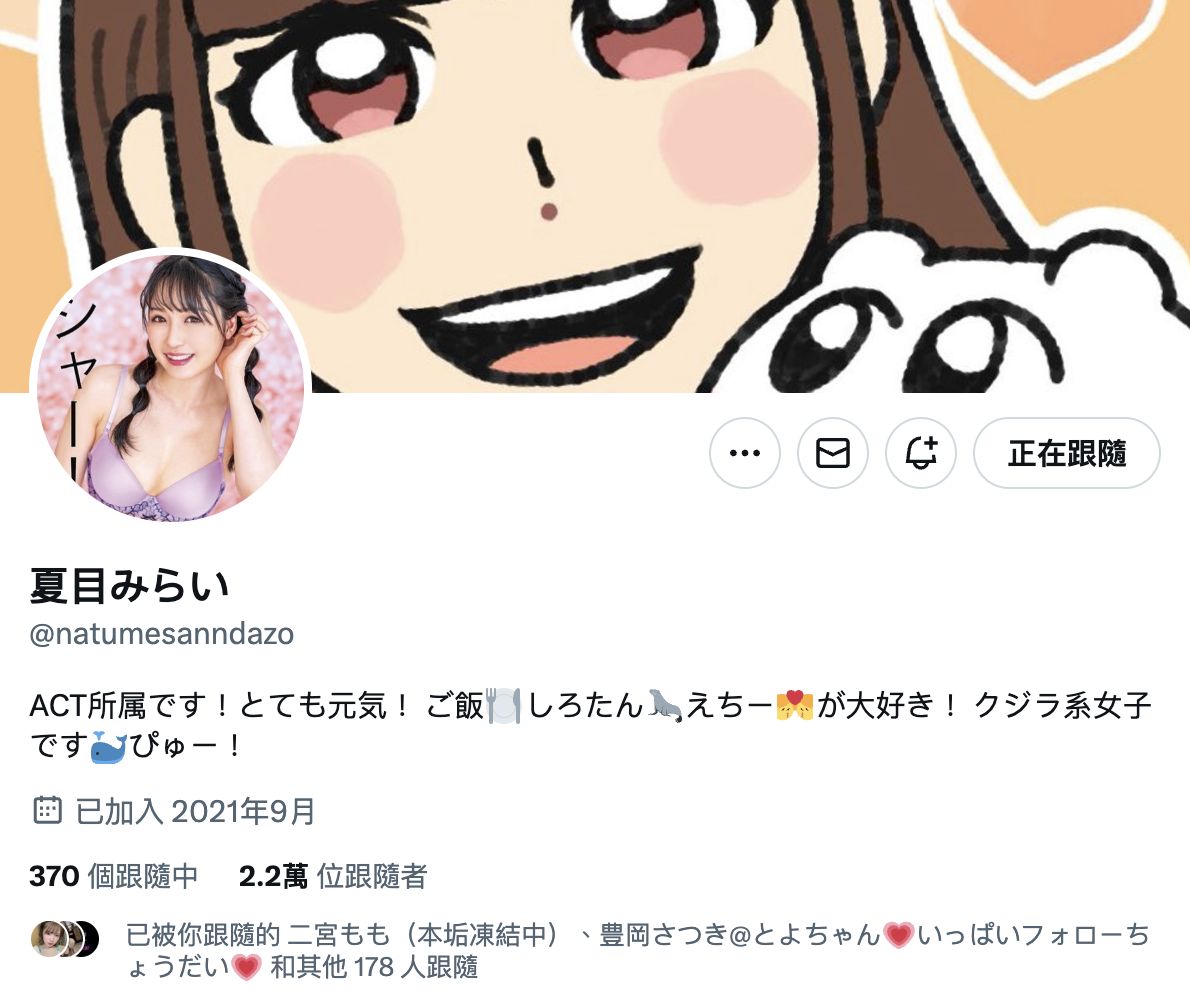 シャー！
正在跟隨
夏目みらい
@natumesanndazo
ACT所属です！とても元気！ ご飯🍽️しろたん🦭えちー💏が大好き！ クジラ系女子
です🐳ぴゅー！
已加入 2021年9月
370 個跟隨中 2.2萬 位跟隨者
已被你跟隨的 二宮もも（本垢凍結中）、豊岡さつき@とよちゃん💗いっぱいフォローち
ょうだい💗 和其他 178 人跟隨